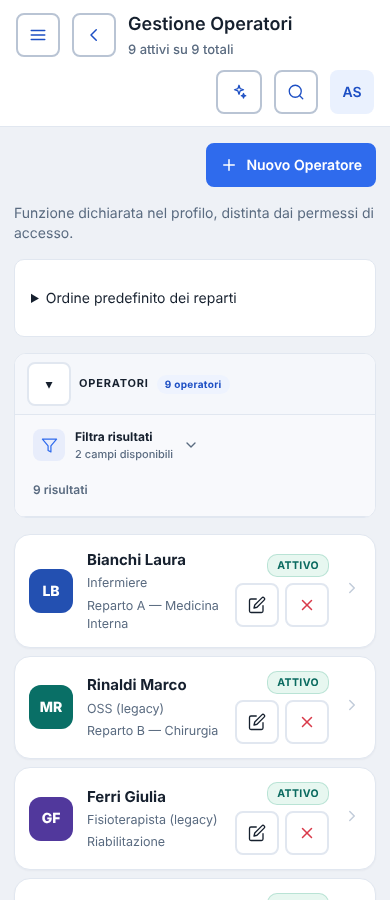 Gestione Operatori
9 attivi su 9 totali
AS
Nuovo Operatore
Funzione dichiarata nel profilo, distinta dai permessi di
accesso.
Ordine predefinito dei reparti
OPERATORI 9 operatori
Filtra risultati
2 campi disponibili
9 risultati
LB
Bianchi Laura
Infermiere
Reparto A — Medicina
Interna
ATTIVO
MR
Rinaldi Marco
OSS (legacy)
Reparto B — Chirurgia
ATTIVO
GF
Ferri Giulia
Fisioterapista (legacy)
Riabilitazione
ATTIVO